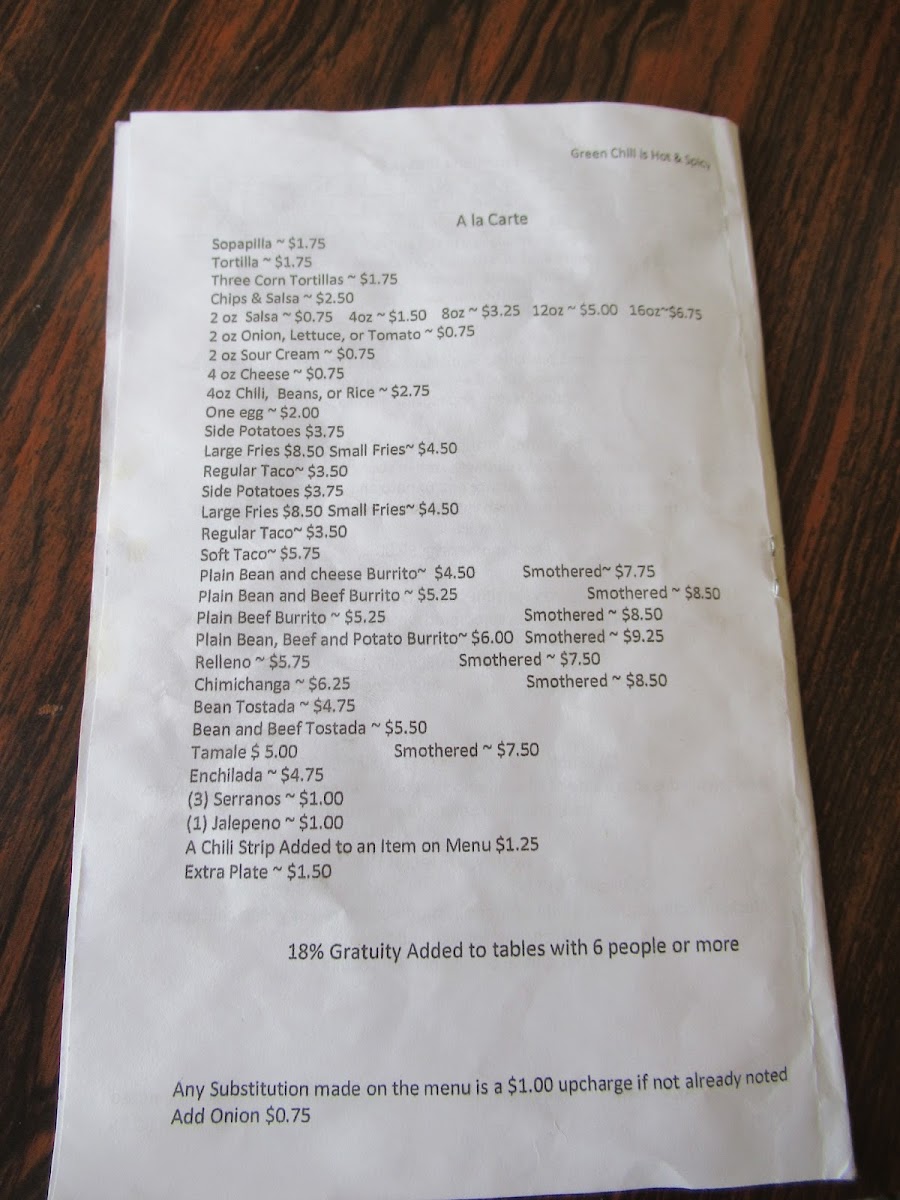 Green Chili is Hot & Spicy
A la Carte
Sopapilla ~ $1.75
Tortilla ~ $1.75
Three Corn Tortillas ~ $1.75
Chips & Salsa ~ $2.50
2 oz Salsa ~ $0.75 4oz ~ $1.50 8oz ~ $3.25 12oz ~ $5.00 16oz~$6.75
2 oz Onion, Lettuce, or Tomato ~ $0.75
2 oz Sour Cream ~ $0.75
4 oz Cheese ~ $0.75
4oz Chili, Beans, or Rice ~ $2.75
One egg ~ $2.00
Side Potatoes $3.75
Large Fries $8.50 Small Fries~ $4.50
Regular Taco~ $3.50
Side Potatoes $3.75
Large Fries $8.50 Small Fries~ $4.50
Regular Taco~ $3.50
Soft Taco~ $5.75
Plain Bean and cheese Burrito~ $4.50 Smothered~ $7.75
Plain Bean and Beef Burrito ~ $5.25 Smothered ~ $8.50
Plain Beef Burrito ~ $5.25 Smothered ~ $8.50
Plain Bean, Beef and Potato Burrito~ $6.00 Smothered ~ $9.25
Relleno ~ $5.75 Smothered ~ $7.50
Chimichanga ~ $6.25 Smothered ~ $8.50
Bean Tostada ~ $4.75
Bean and Beef Tostada ~ $5.50
Tamale $ 5.00 Smothered ~ $7.50
Enchilada ~ $4.75
(3) Serranos ~ $1.00
(1) Jalepeno ~ $1.00
A Chili Strip Added to an Item on Menu $1.25
Extra Plate ~ $1.50
18% Gratuity Added to tables with 6 people or more
Any Substitution made on the menu is a $1.00 upcharge if not already noted
Add Onion $0.75